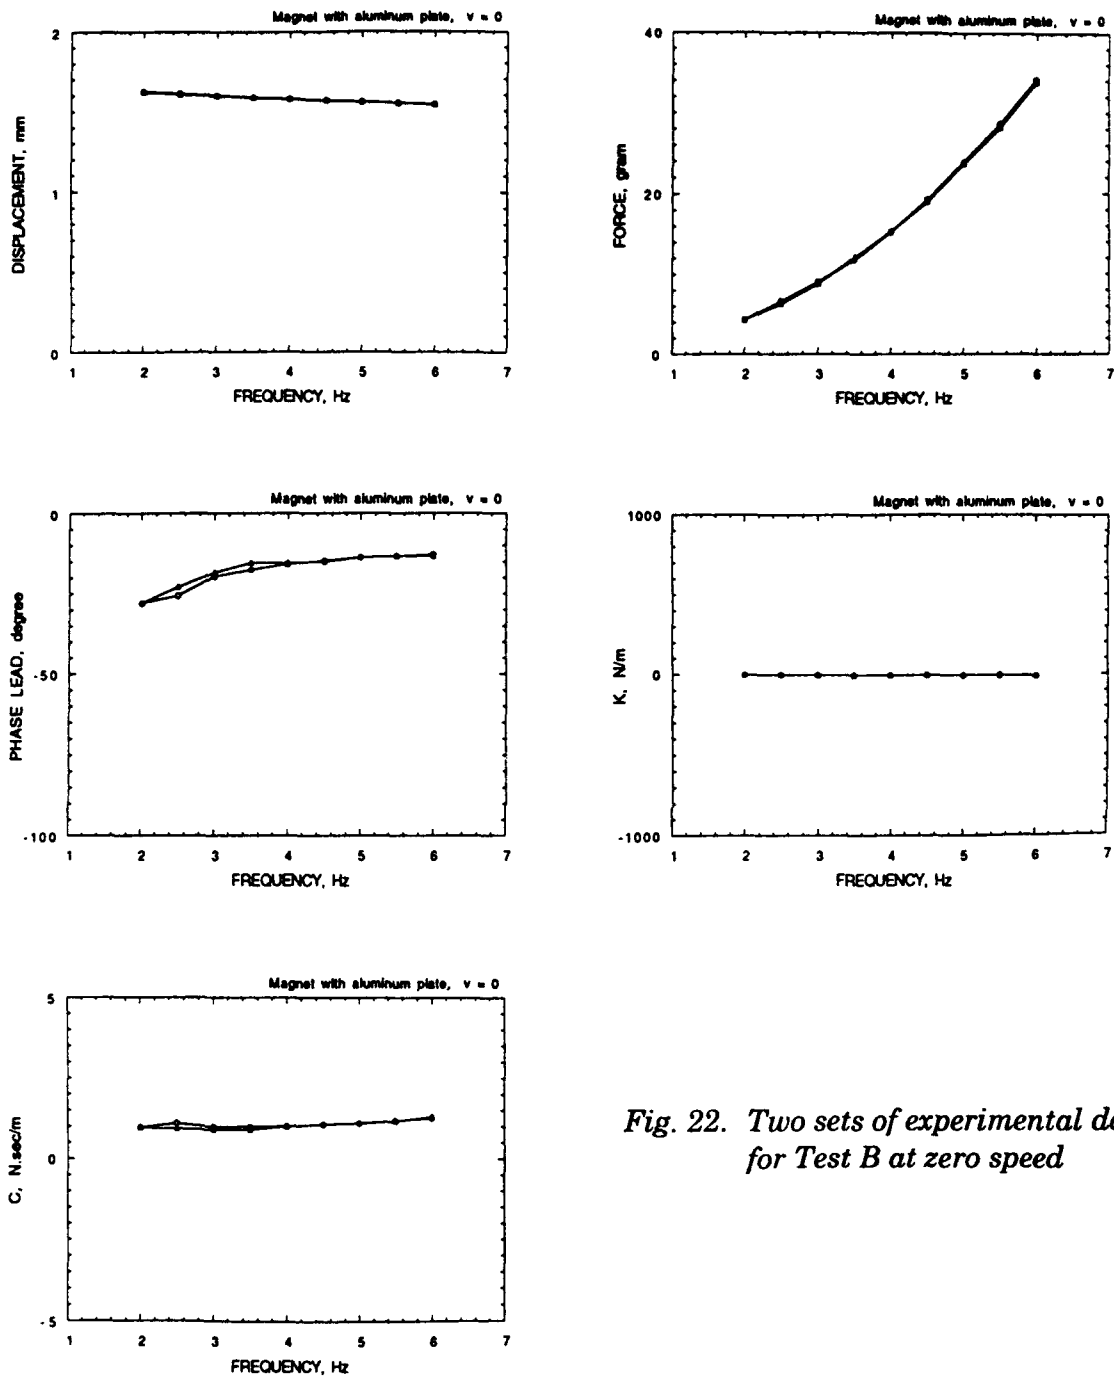 Magnet with aluminum plate, v = 0
2
1
0
DISPLACEMENT, mm
1 2 3 4 5 6 7
FREQUENCY, Hz
Magnet with aluminum plate, v = 0
40
20
0
FORCE, gram
1 2 3 4 5 6 7
FREQUENCY, Hz
Magnet with aluminum plate, v = 0
0
-50
-100
PHASE LEAD, degree
1 2 3 4 5 6 7
FREQUENCY, Hz
Magnet with aluminum plate, v = 0
1000
0
-1000
K, N/m
1 2 3 4 5 6 7
FREQUENCY, Hz
Magnet with aluminum plate, v = 0
5
0
-5
C, N.sec/m
1 2 3 4 5 6 7
FREQUENCY, Hz
Fig. 22. Two sets of experimental
for Test B at zero speed